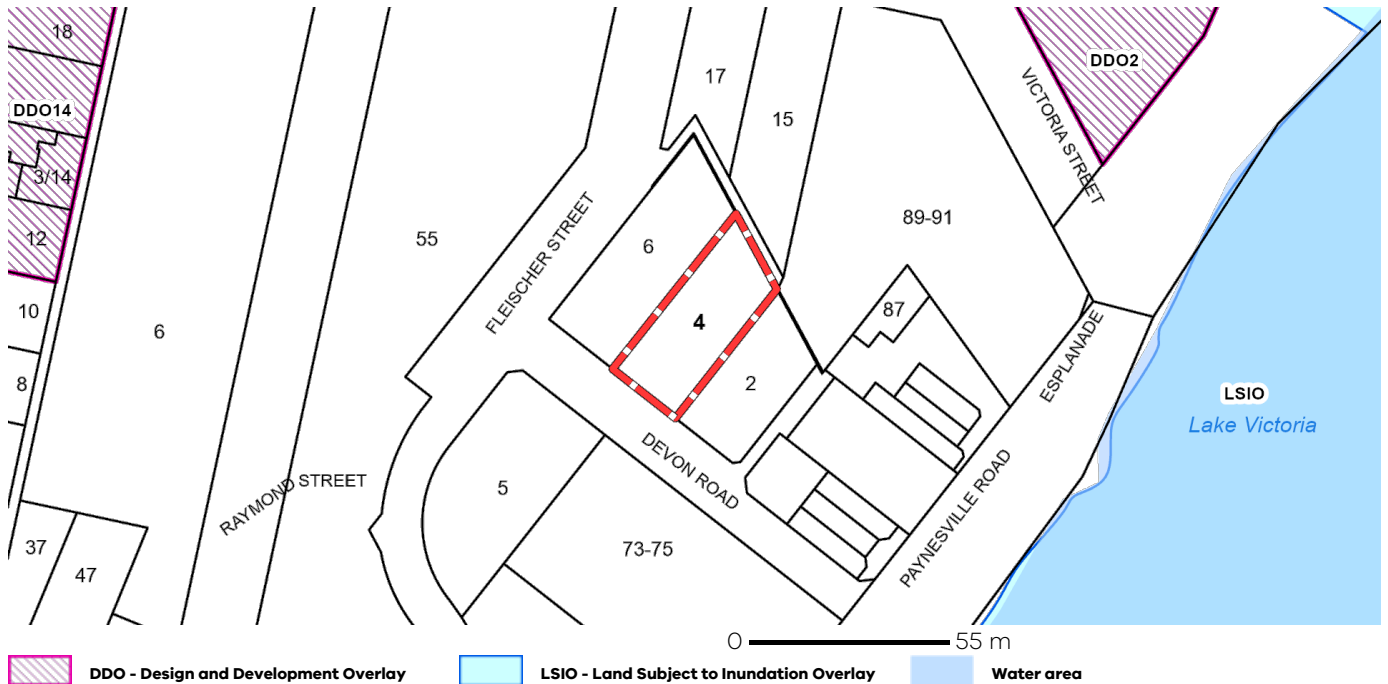 18
DDO14
3/14
12
10
8
6
37
47
55
RAYMOND STREET
FLEISCHER STREET
17
15
6
4
2
5
DEVON ROAD
73-75
89-91
87
VICTORIA STREET
DDO2
PAYNESVILLE ROAD
ESPLANADE
LSIO
Lake Victoria
0 55 m
DDO - Design and Development Overlay
LSIO - Land Subject to Inundation Overlay
Water area